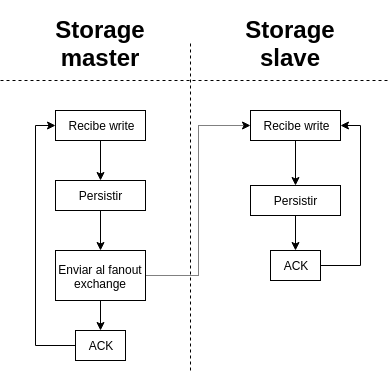 Storage
master
Storage
slave
Recibe write
Persistir
Enviar al fanout
exchange
ACK
Recibe write
Persistir
ACK